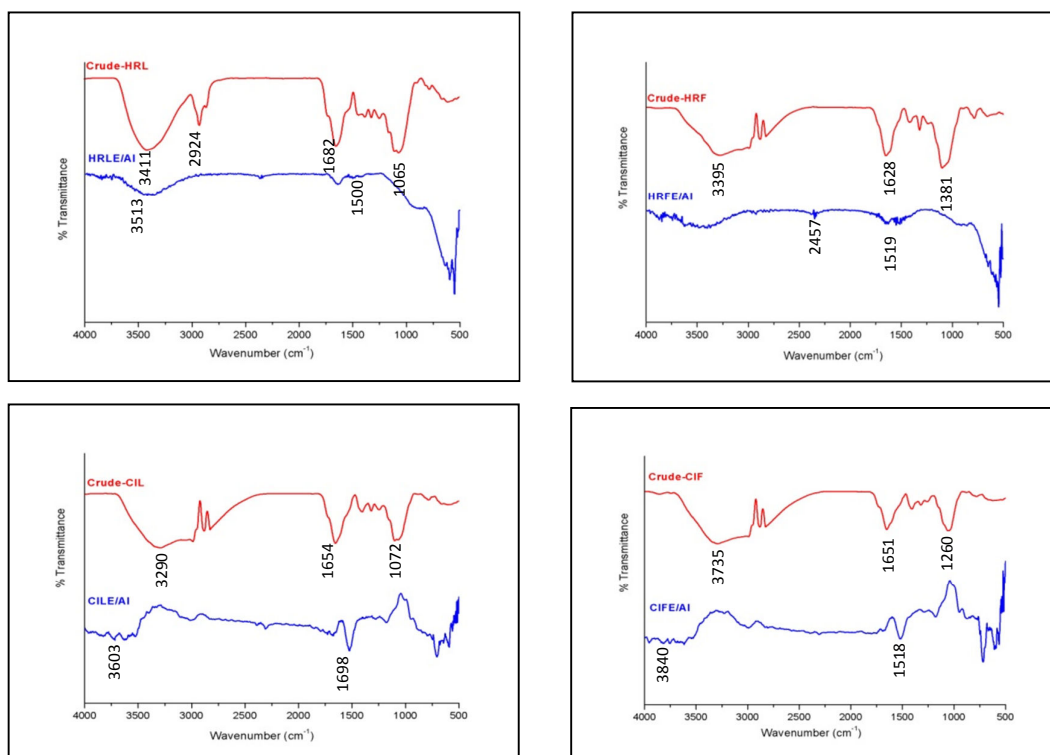 Crude-HRL
HRLE/Al
3411
3513
2924
1682
1500
1065
% Transmittance
4000 3500 3000 2500 2000 1500 1000 500
Wavenumber (cm⁻¹)
Crude-HRF
HRFE/Al
3395
2457
1628
1519
1381
% Transmittance
4000 3500 3000 2500 2000 1500 1000 500
Wavenumber (cm⁻¹)
Crude-CIL
CILE/Al
3290
3603
1654
1698
1072
% Transmittance
4000 3500 3000 2500 2000 1500 1000 500
Wavenumber (cm⁻¹)
Crude-CIF
CIFE/Al
3735
3840
1651
1518
1260
% Transmittance
4000 3500 3000 2500 2000 1500 1000 500
Wavenumber (cm⁻¹)